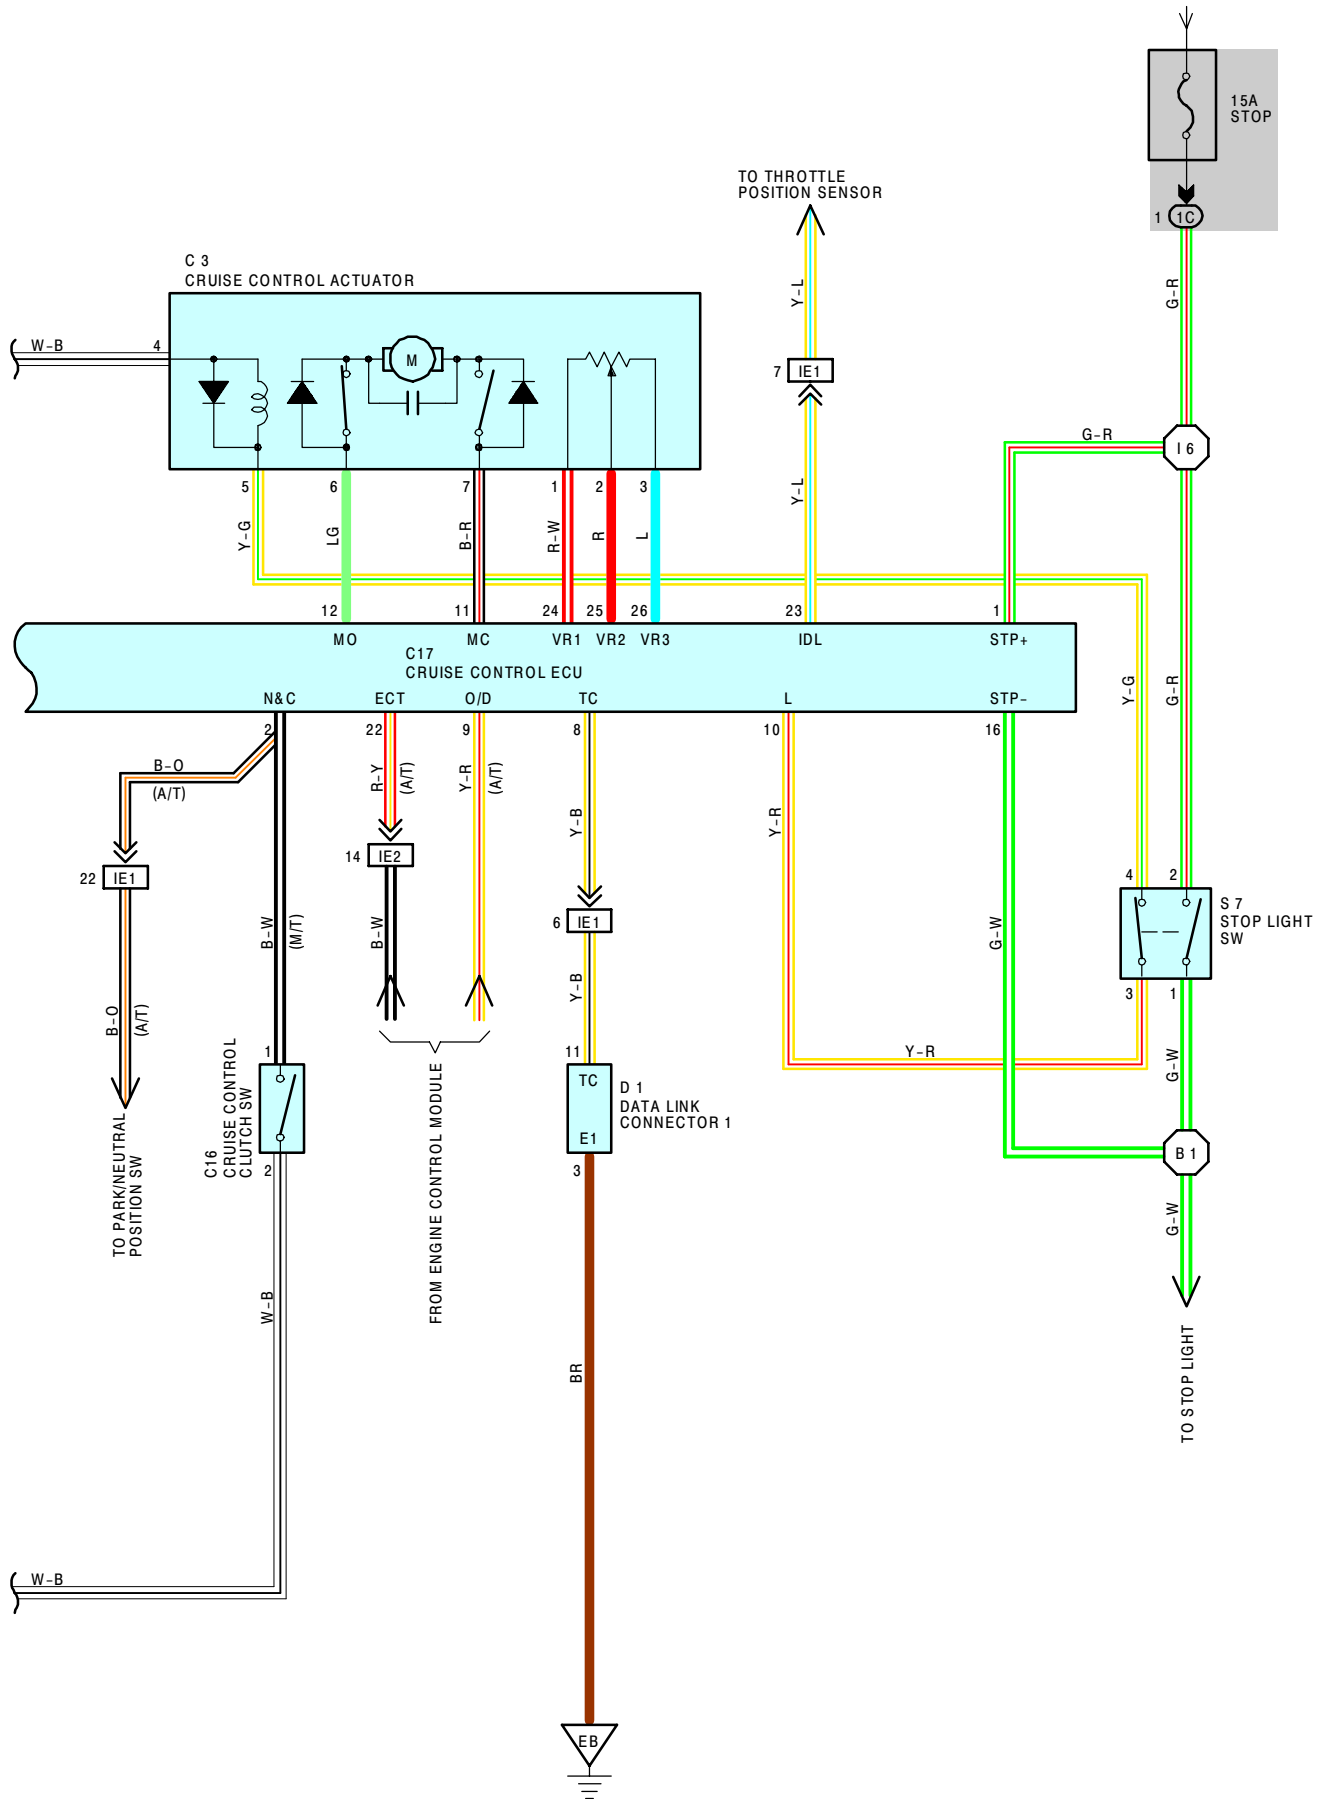 15A
STOP
1 1C
TO THROTTLE
POSITION SENSOR
G-R
C 3
CRUISE CONTROL ACTUATOR
Y-L
W-B 4
M
7 IE1
G-R
I 6
5 6 7 1 2 3
Y-G
LG
B-R
R-W
R
L
Y-L
12 11 24 25 26 23 1
MO MC VR1 VR2 VR3 IDL STP+
C17
CRUISE CONTROL ECU
N&C ECT O/D TC L STP-
2 22 9 8 10 16
Y-G
G-R
B-O
(A/T)
R-Y
(A/T)
Y-R
(A/T)
Y-B
Y-R
14 IE2
22 IE1
4 2
S 7
STOP LIGHT
SW
6 IE1
B-W
(M/T)
B-W
G-W
3 1
Y-B
B-O
(A/T)
1
11
Y-R
G-W
TC
D 1
DATA LINK
CONNECTOR 1
E1
C16
CRUISE CONTROL
CLUTCH SW
2
3
B 1
TO PARK/NEUTRAL
POSITION SW
FROM ENGINE CONTROL MODULE
G-W
W-B
BR
TO STOP LIGHT
W-B
EB